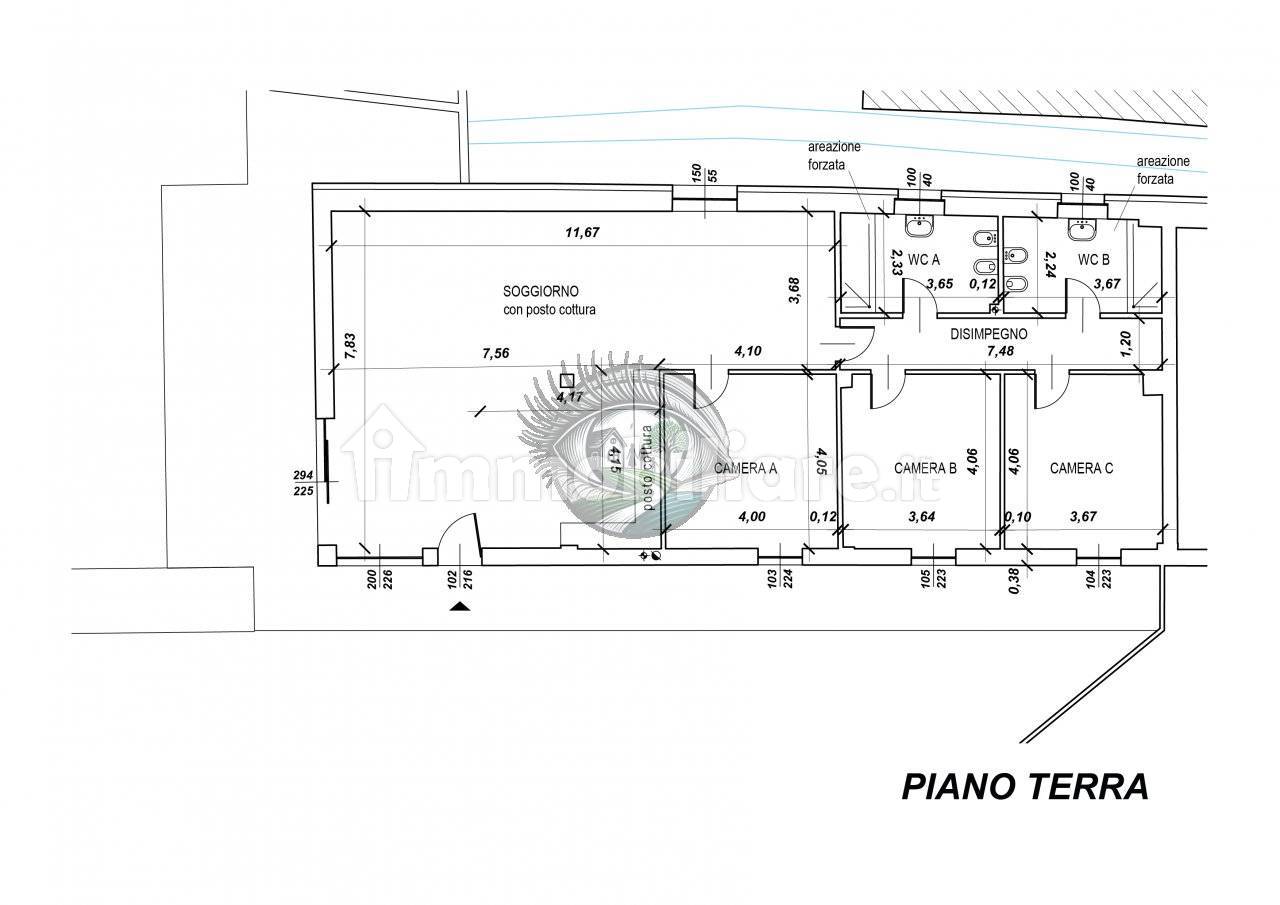 areazione
forzata
areazione
forzata
150
55
100
40
100
40
11,67
2,33
WC A
2,24
WC B
3,65
0,12
3,67
SOGGIORNO
con posto cottura
3,98
7,83
DISIMPEGNO
7,56
4,10
7,48
1,20
4,17
posto cottura
4,15
CAMERA A
4,05
CAMERA B
4,06
4,06
CAMERA C
immobiliare.it
294
225
4,00
0,12
3,64
0,10
3,67
200
226
102
216
103
224
105
223
0,38
104
223
PIANO TERRA